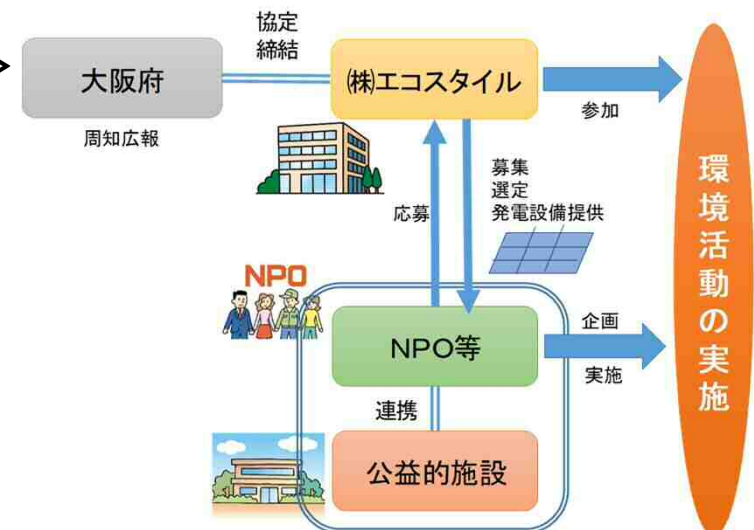 協定
締結
大阪府
㈱エコスタイル
周知広報
参加
募集
選定
発電設備提供
応募
NPO
NPO等
企画
実施
連携
公益的施設
環境活動の実施